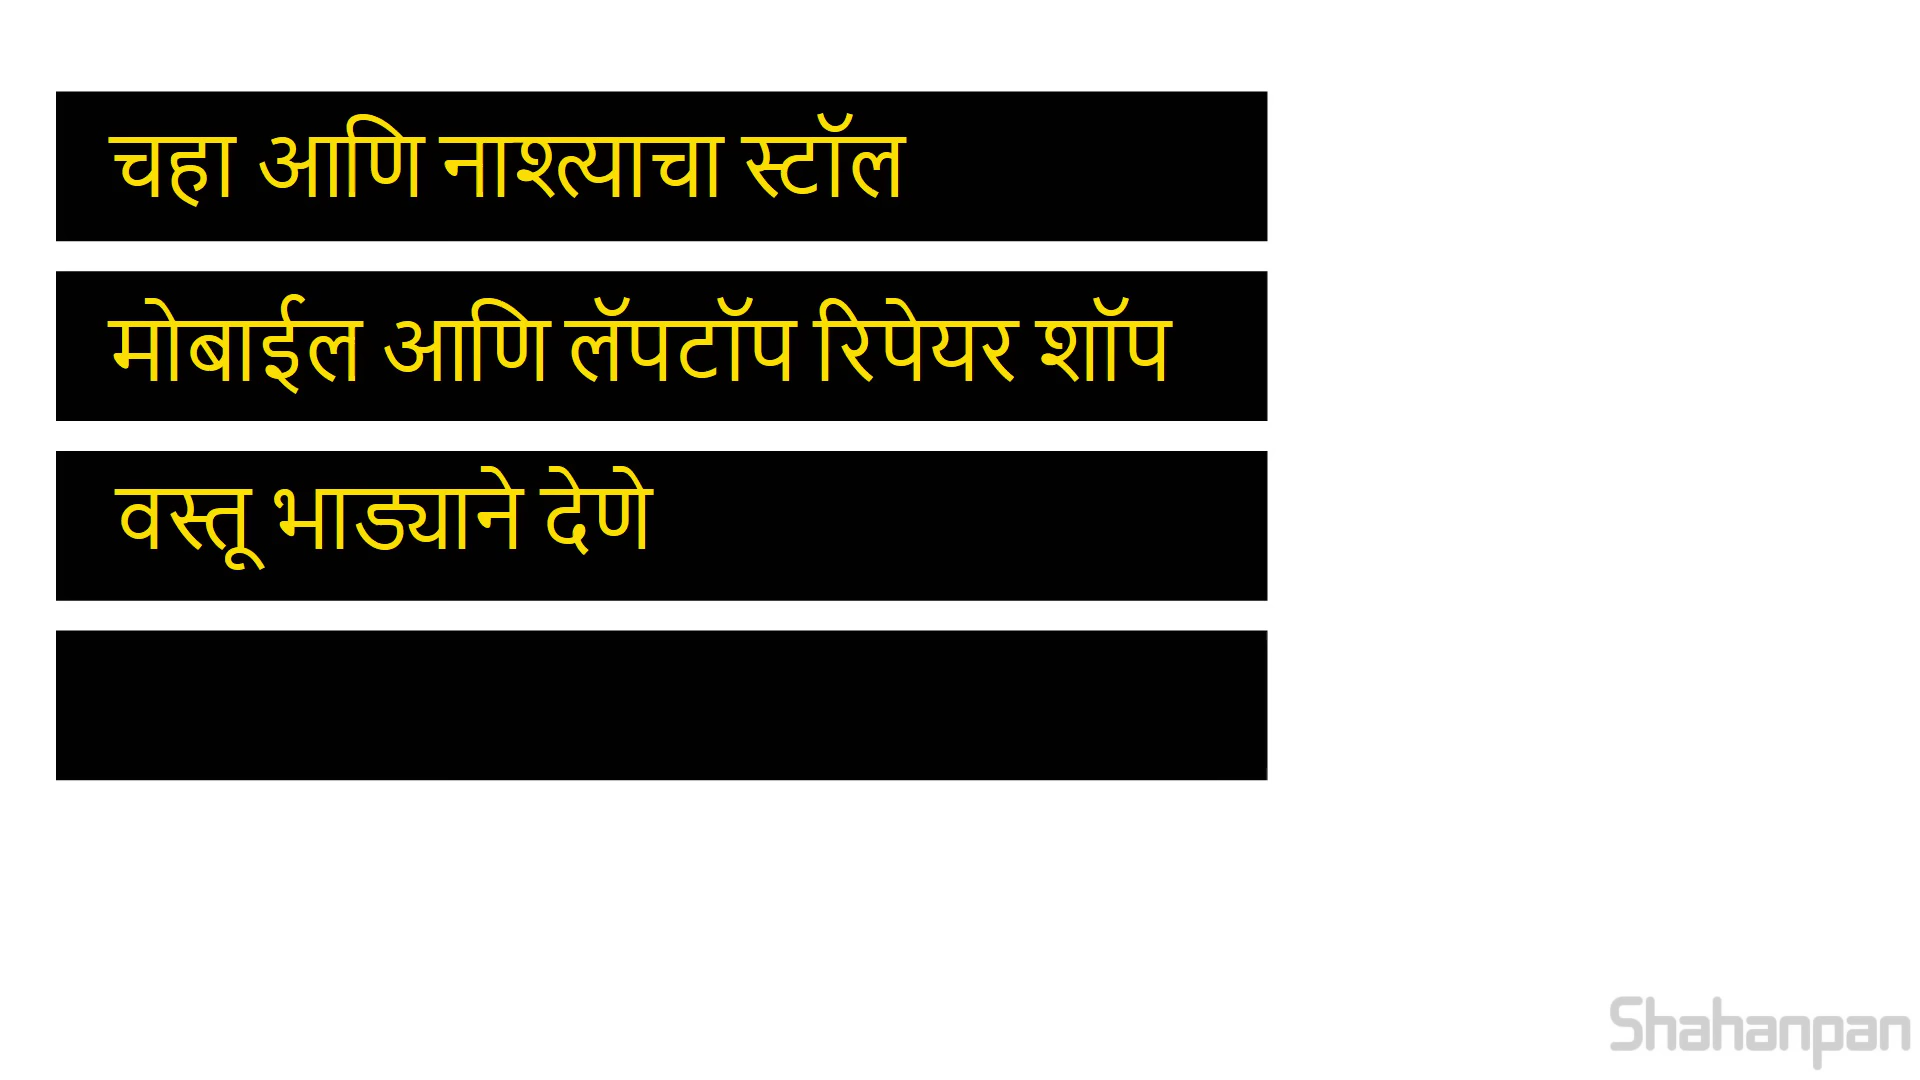 चहा आणि नाश्त्याचा स्टॉल
मोबाईल आणि लॅपटॉप रिपेयर शॉप
वस्तू भाड्याने देणे
Shahanpan